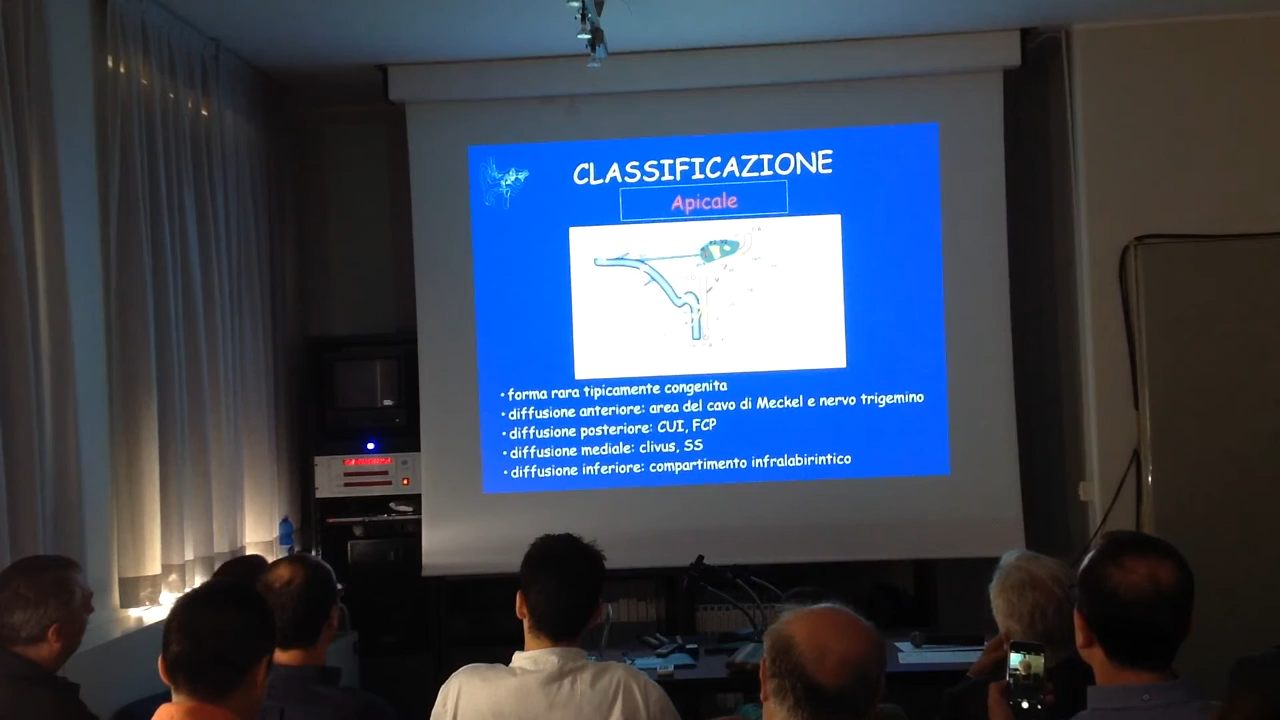 CLASSIFICAZIONE
Apicale
• forma rara tipicamente congenita
• diffusione anteriore: area del cavo di Meckel e nervo trigemino
• diffusione posteriore: CUI, FCP
• diffusione mediale: clivus, SS
• diffusione inferiore: compartimento infralabirintico